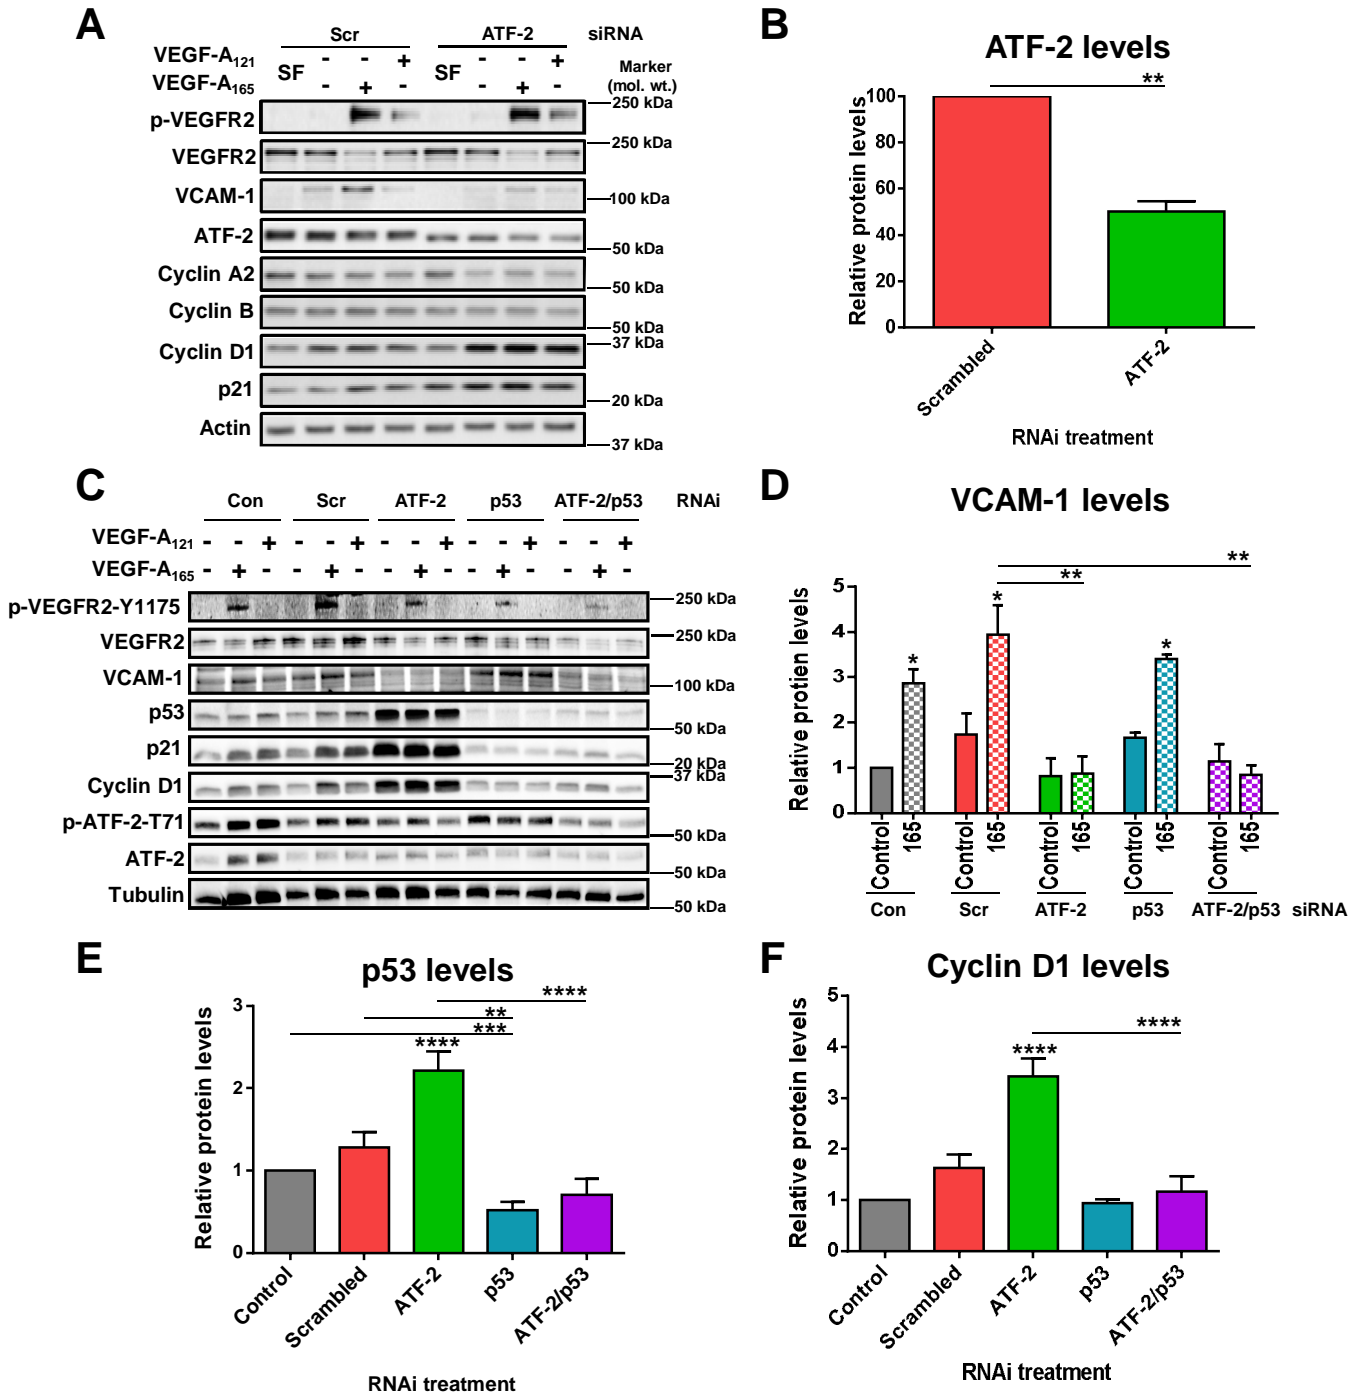 A
Scr ATF-2 siRNA
VEGF-A121 SF - - + SF - - + Marker
VEGF-A165 - + - - + - (mol. wt.)
p-VEGFR2 250 kDa
VEGFR2 250 kDa
VCAM-1 100 kDa
ATF-2 50 kDa
Cyclin A2 50 kDa
Cyclin B 50 kDa
Cyclin D1 37 kDa
p21 20 kDa
Actin 37 kDa
B
ATF-2 levels
**
Relative protein levels
100
80
60
40
20
0
Scrambled ATF-2
RNAi treatment
C
Con Scr ATF-2 p53 ATF-2/p53 RNAi
VEGF-A121 - - + - - + - - + - - + - - +
VEGF-A165 - + - - + - - + - - + - - + -
p-VEGFR2-Y1175 250 kDa
VEGFR2 250 kDa
VCAM-1 100 kDa
p53 50 kDa
p21 20 kDa
Cyclin D1 37 kDa
p-ATF-2-T71 50 kDa
ATF-2 50 kDa
Tubulin 50 kDa
D
VCAM-1 levels
**
**
* * *
Relative protien levels
5
4
3
2
1
0
Control 165 Control 165 Control 165 Control 165 Control 165
Con Scr ATF-2 p53 ATF-2/p53 siRNA
E
p53 levels
****
**
***
****
Relative protein levels
3
2
1
0
Control Scrambled ATF-2 p53 ATF-2/p53
RNAi treatment
F
Cyclin D1 levels
****
****
Relative protein levels
5
4
3
2
1
0
Control Scrambled ATF-2 p53 ATF-2/p53
RNAi treatment